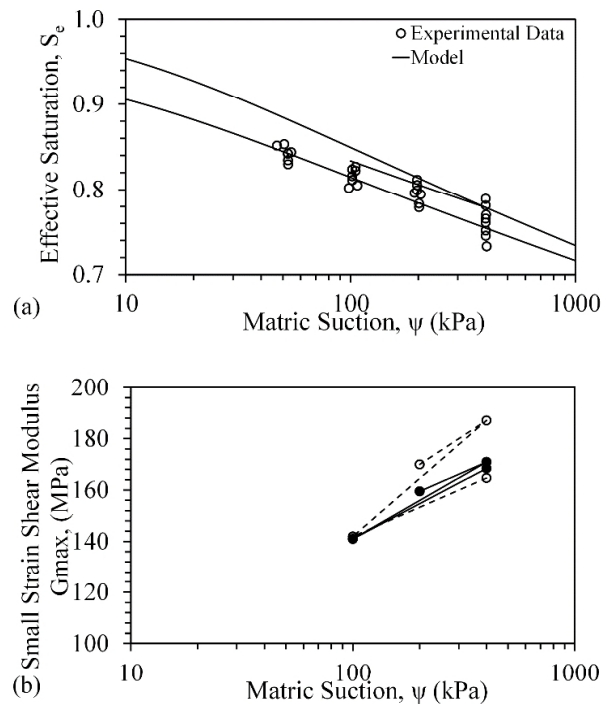 1.0
Experimental Data
Model
0.9
0.8
0.7
Effective Saturation, Se
10
100
1000
(a)
Matric Suction, ψ (kPa)
200
180
160
140
120
100
Small Strain Shear Modulus
Gmax, (MPa)
10
100
1000
(b)
Matric Suction, ψ (kPa)